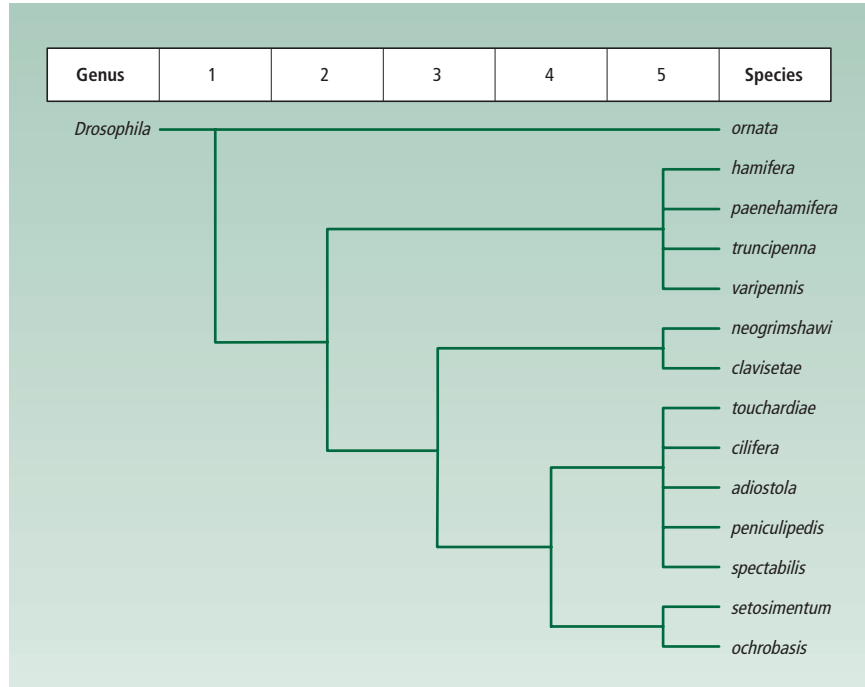 Genus 1 2 3 4 5 Species
Drosophila ornata
hamifera
paenehamifera
truncipenna
varipennis
neogrimshawi
clavisetae
touchardiae
cilifera
adiostola
peniculipedis
spectabilis
setosimentum
ochrobasis